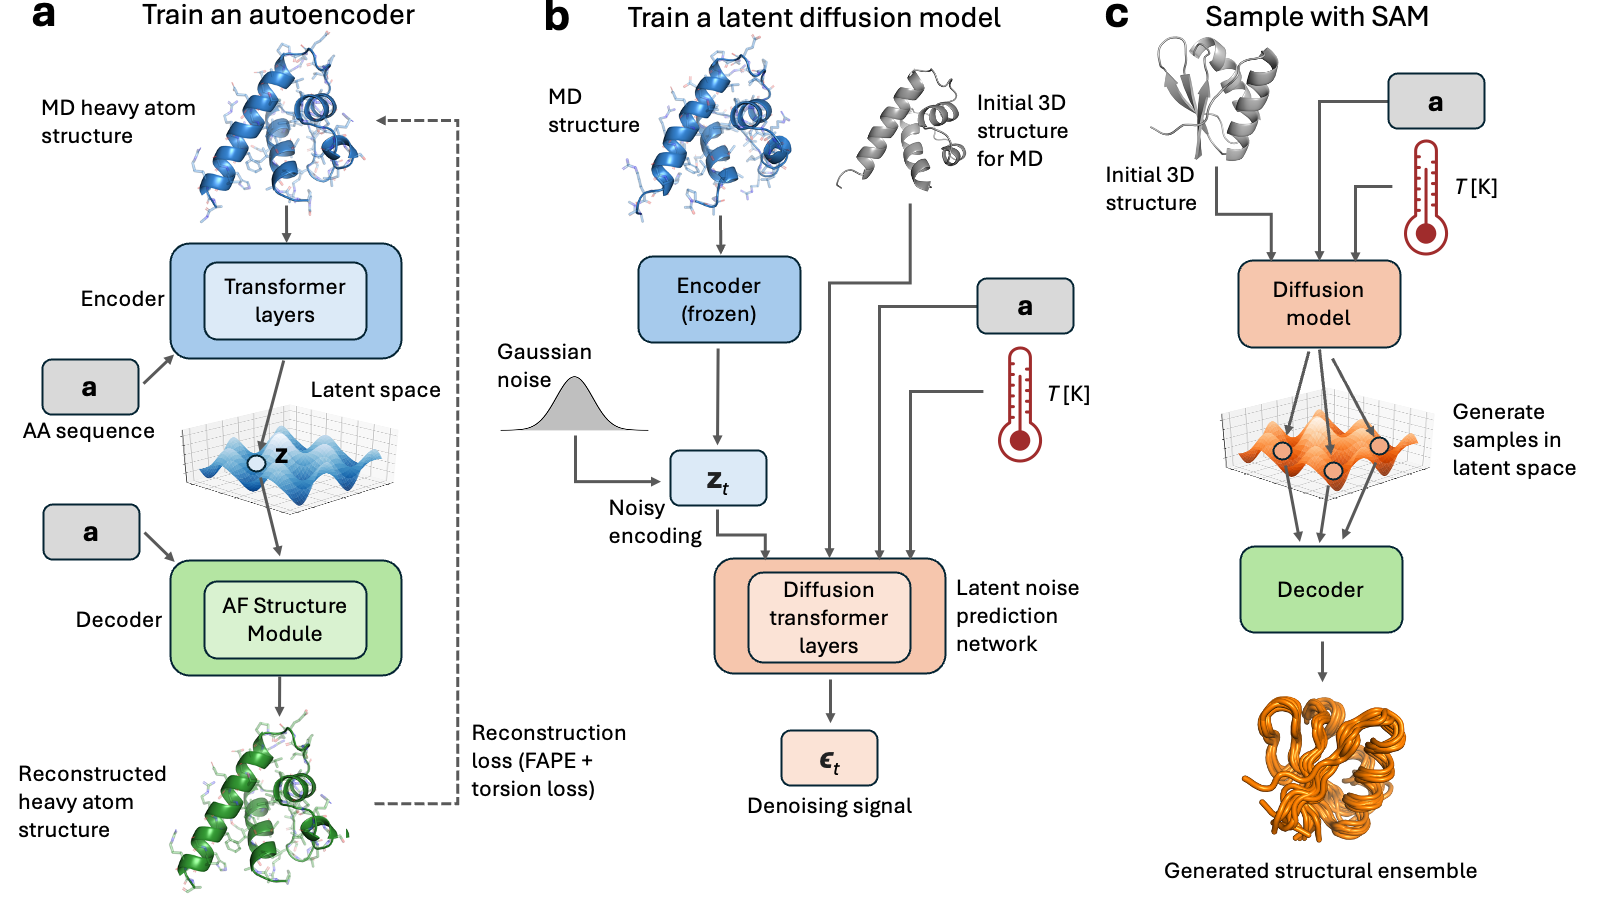 a
Train an autoencoder
MD heavy atom
structure
Encoder
Transformer
layers
a
AA sequence
Latent space
z
a
Decoder
AF Structure
Module
Reconstructed
heavy atom
structure
Reconstruction
loss (FAPE +
torsion loss)
b
Train a latent diffusion model
MD
structure
Initial 3D
structure
for MD
Encoder
(frozen)
a
T [K]
Gaussian
noise
z_t
Noisy
encoding
Diffusion
transformer
layers
Latent noise
prediction
network
ϵ_t
Denoising signal
c
Sample with SAM
a
Initial 3D
structure
T [K]
Diffusion
model
Generate
samples in
latent space
Decoder
Generated structural ensemble